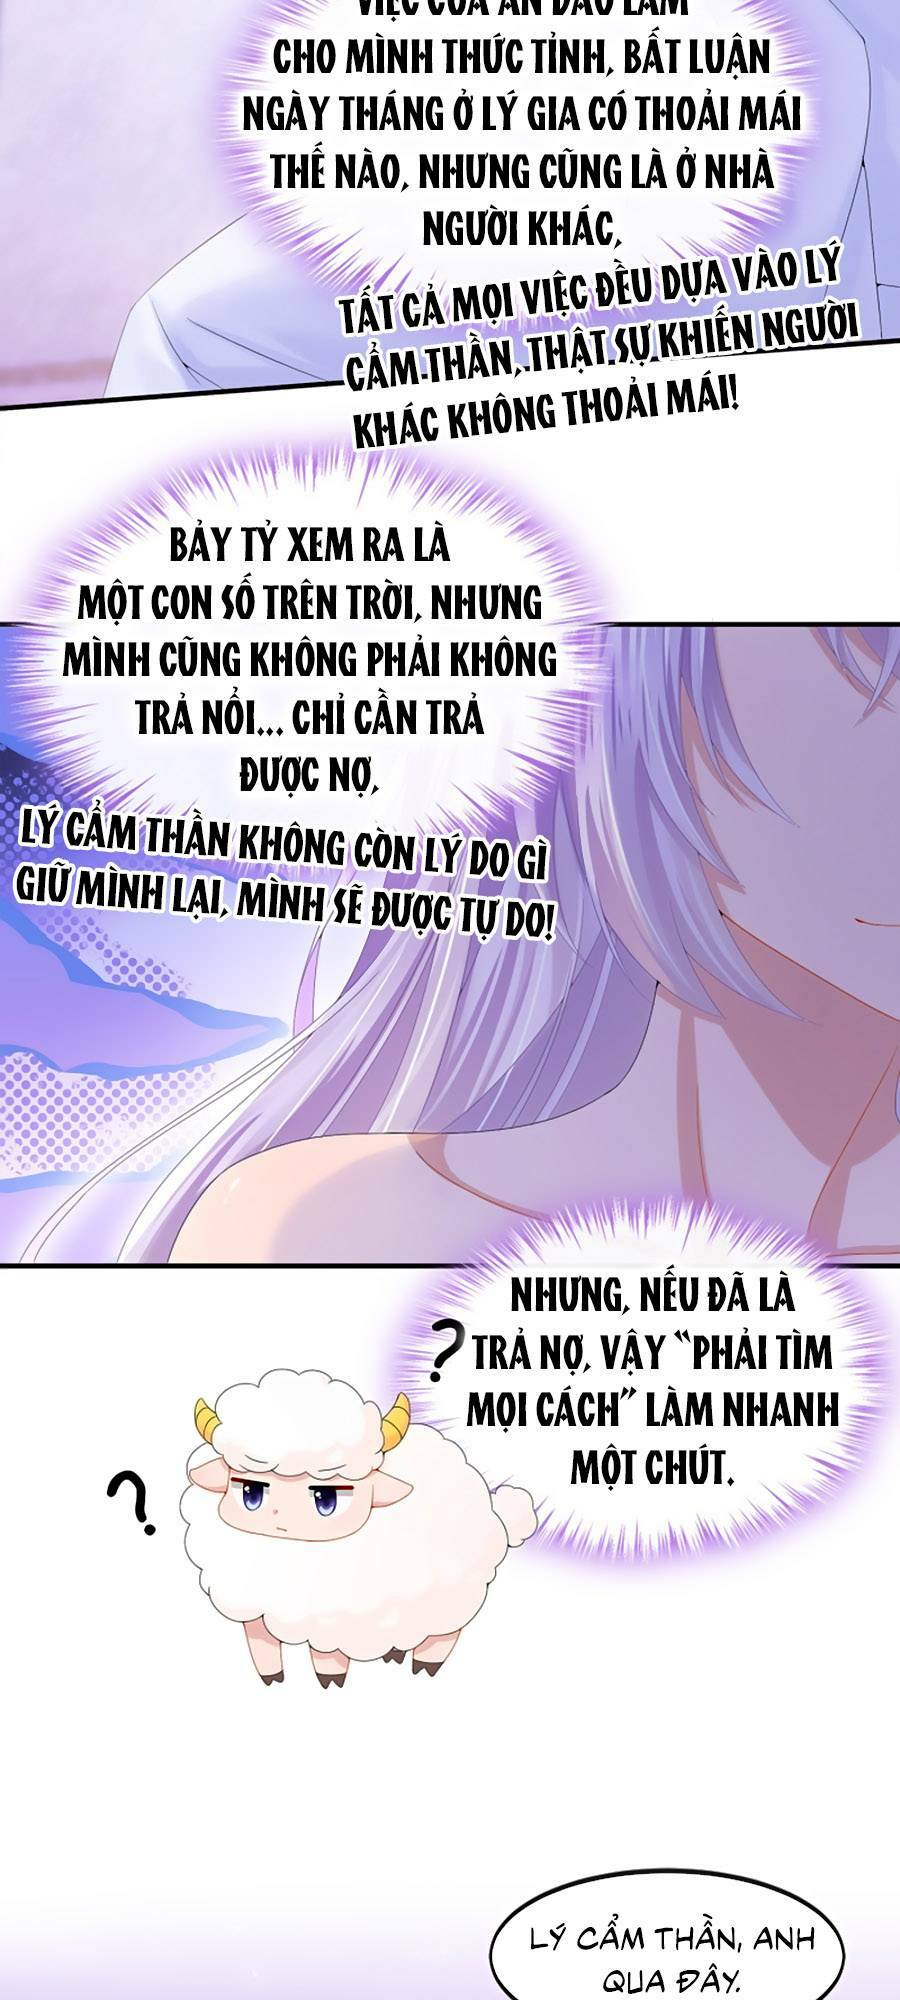 VIỆC CỦA AN ĐÀO LÀM
CHO MÌNH THỨC TỈNH, BẤT LUẬN
NGÀY THÁNG Ở LÝ GIA CÓ THOẢI MÁI
THẾ NÀO, NHƯNG CŨNG LÀ Ở NHÀ
NGƯỜI KHÁC,
TẤT CẢ MỌI VIỆC ĐỀU DỰA VÀO LÝ
CẨM THẦN, THẬT SỰ KHIẾN NGƯỜI
KHÁC KHÔNG THOẢI MÁI!
BẢY TỶ XEM RA LÀ
MỘT CON SỐ TRÊN TRỜI, NHƯNG
MÌNH CŨNG KHÔNG PHẢI KHÔNG
TRẢ NỔI... CHỈ CẦN TRẢ
ĐƯỢC NỢ,
LÝ CẨM THẦN KHÔNG CÒN LÝ DO GÌ
GIỮ MÌNH LẠI, MÌNH SẼ ĐƯỢC TỰ DO!
NHƯNG, NẾU ĐÃ LÀ
TRẢ NỢ, VẬY "PHẢI TÌM
MỌI CÁCH" LÀM NHANH
MỘT CHÚT.
?
?
LÝ CẨM THẦN, ANH
QUA ĐÂY.